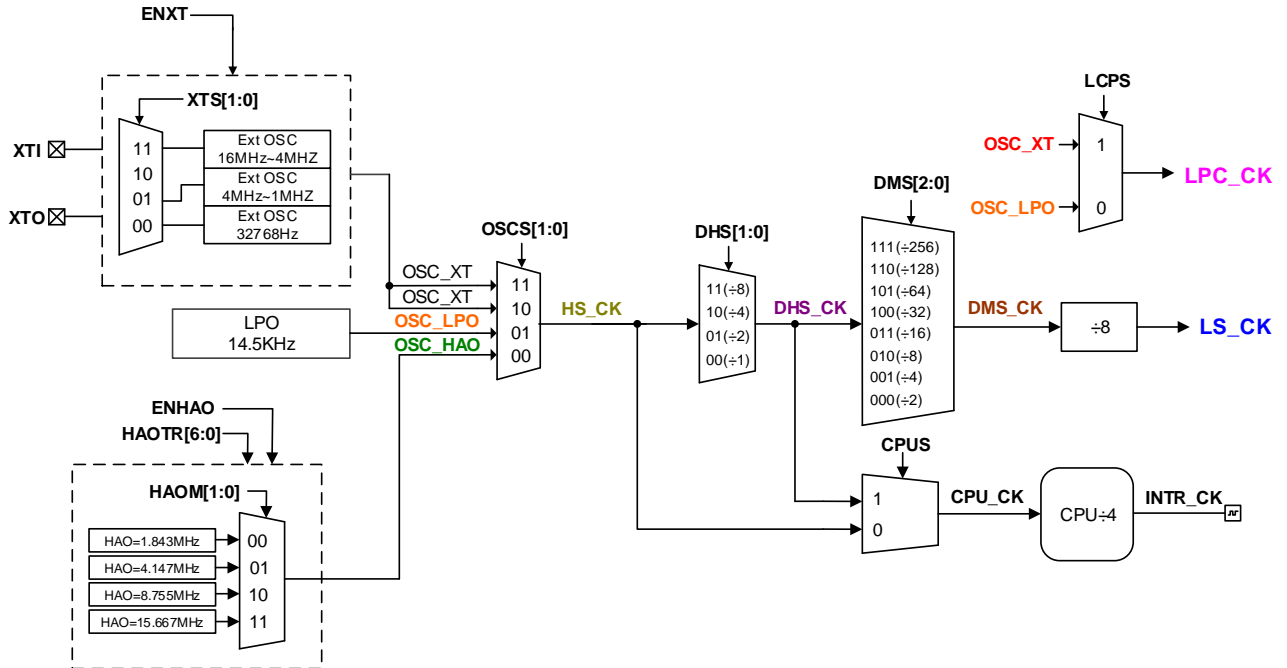 ENXT
XTS[1:0]
XTI
XTO
11
10
01
00
Ext OSC
16MHz~4MHZ
Ext OSC
4MHz~1MHZ
Ext OSC
32768Hz
LPO
14.5KHz
ENHAO
HAOTR[6:0]
HAOM[1:0]
HAO=1.843MHz
HAO=4.147MHz
HAO=8.755MHz
HAO=15.667MHz
00
01
10
11
OSCS[1:0]
OSC_XT
OSC_XT
OSC_LPO
OSC_HAO
11
10
01
00
HS_CK
DHS[1:0]
11(÷8)
10(÷4)
01(÷2)
00(÷1)
DHS_CK
DMS[2:0]
111(÷256)
110(÷128)
101(÷64)
100(÷32)
011(÷16)
010(÷8)
001(÷4)
000(÷2)
DMS_CK
÷8
LS_CK
LCPS
OSC_XT
OSC_LPO
1
0
LPC_CK
CPUS
1
0
CPU_CK
CPU÷4
INTR_CK